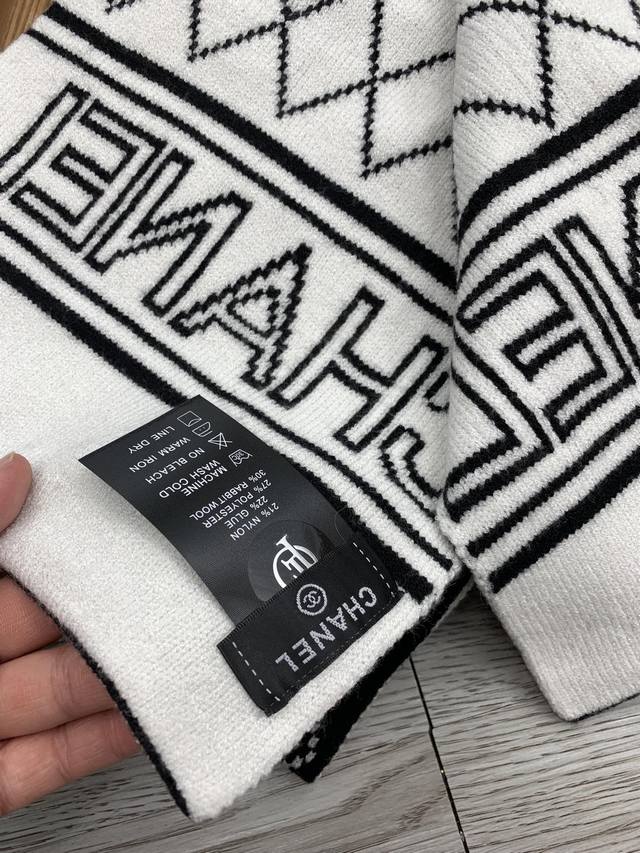 CHANEL
CHANEL
21% NYLON
22% GLUE
27% POLYESTER
30% RABBIT WOOL
MACHINE
WASH COLD
NO BLEACH
WARM IRON
LINE DRY